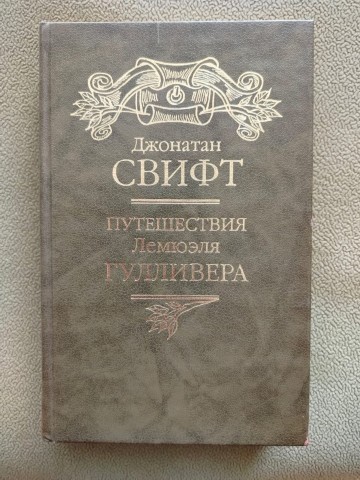 Джонатан
СВИФТ
ПУТЕШЕСТВИЯ
Лемюэля
ГУЛЛИВЕРА